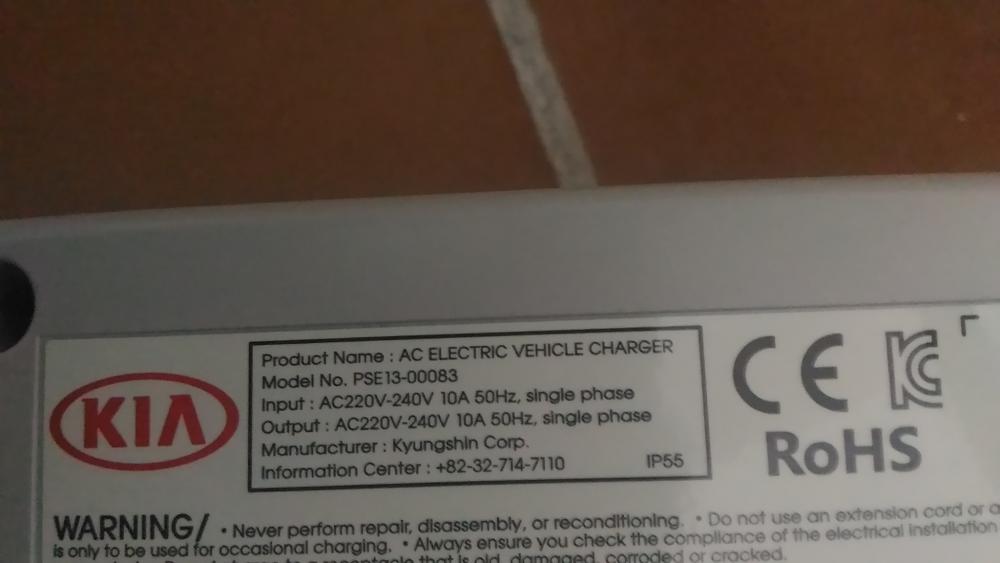 KIA
Product Name : AC ELECTRIC VEHICLE CHARGER
Model No. PSE13-00083
Input : AC220V-240V 10A 50Hz, single phase
Output : AC220V-240V 10A 50Hz, single phase
Manufacturer : Kyungshin Corp.
Information Center : +82-32-714-7110 IP55
CE KC
RoHS
WARNING/ • Never perform repair, disassembly, or reconditioning. • Do not use an extension cord or a
is only to be used for occasional charging. • Always ensure you check the compliance of the electrical installation
receptacle that is old, damaged, corroded or cracked.